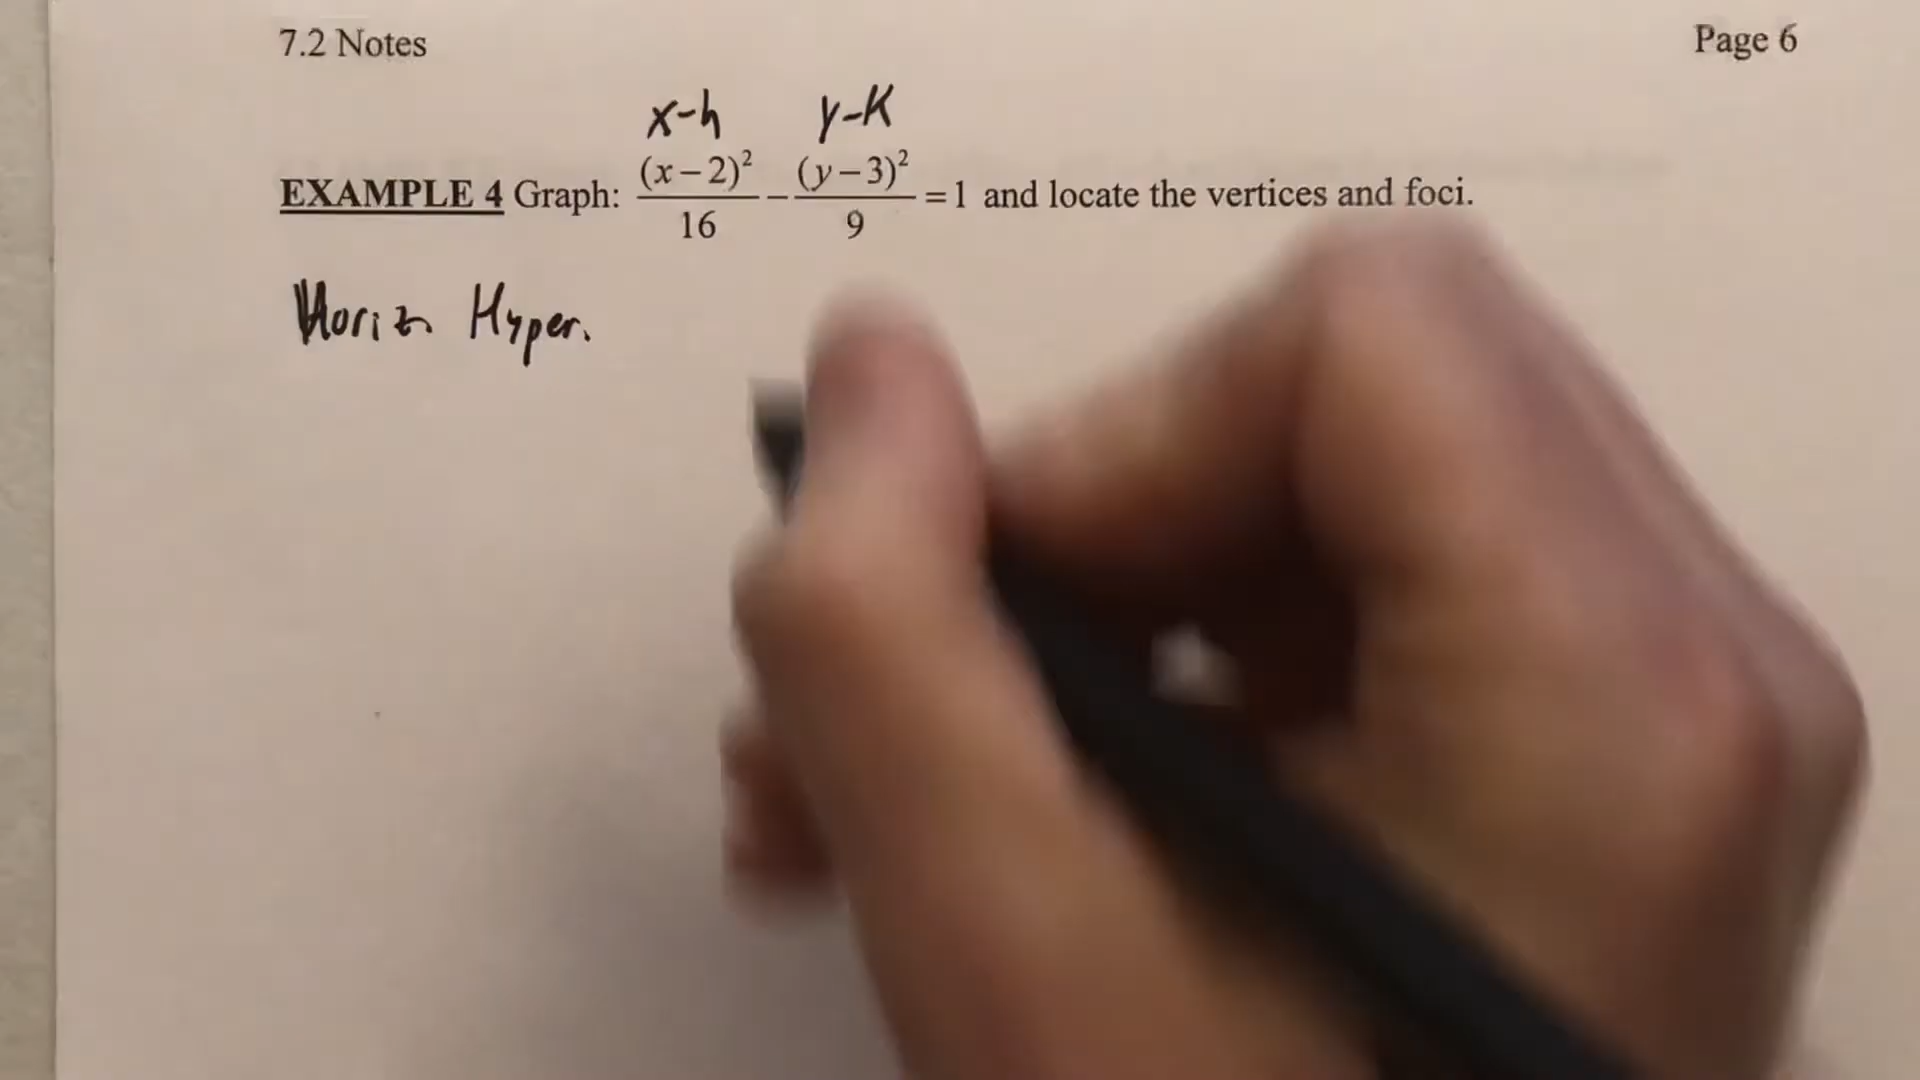 7.2 Notes Page 6
x-h y-K
EXAMPLE 4 Graph: (x-2)²/16 - (y-3)²/9 = 1 and locate the vertices and foci.
Horiz Hyper.